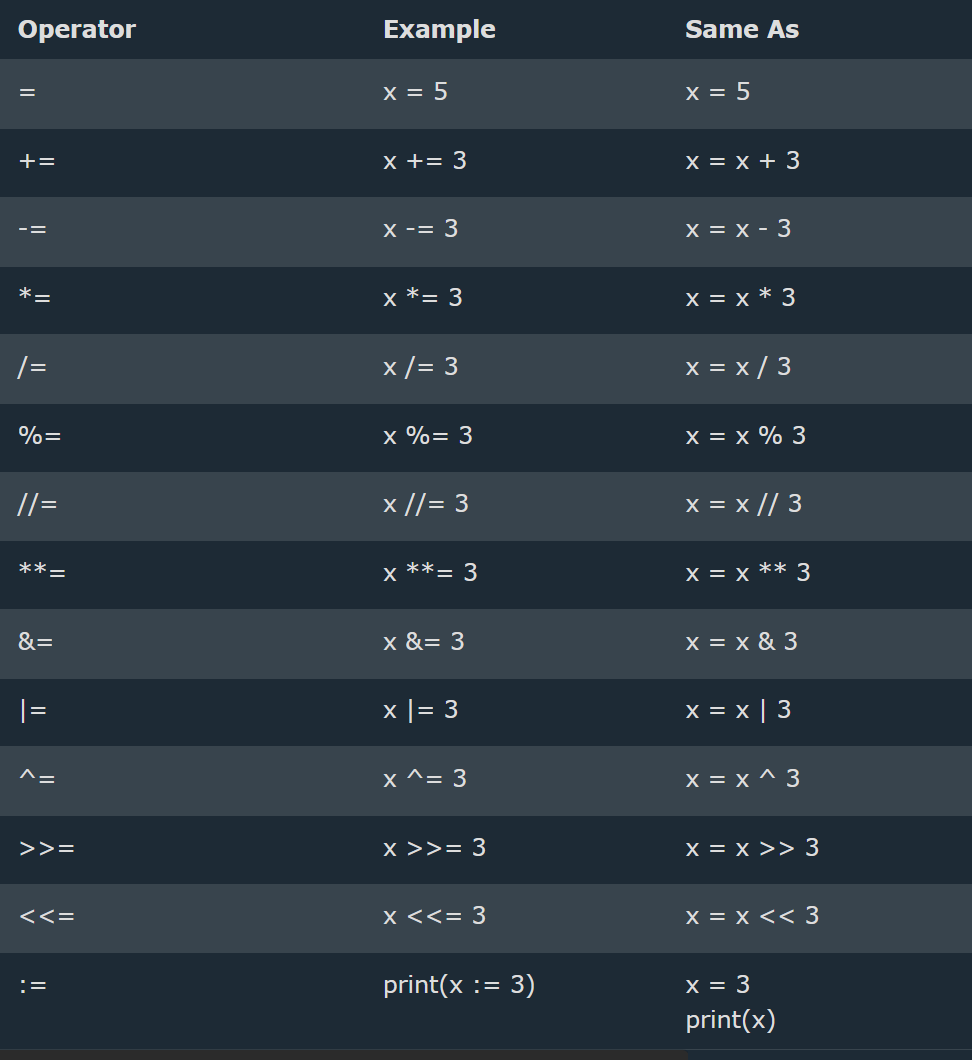 Operator Example Same As
= x = 5 x = 5
+= x += 3 x = x + 3
-= x -= 3 x = x - 3
*= x *= 3 x = x * 3
/= x /= 3 x = x / 3
%= x %= 3 x = x % 3
//= x //= 3 x = x // 3
**= x **= 3 x = x ** 3
&= x &= 3 x = x & 3
|= x |= 3 x = x | 3
^= x ^= 3 x = x ^ 3
>>= x >>= 3 x = x >> 3
<<= x <<= 3 x = x << 3
:= print(x := 3) x = 3
print(x)